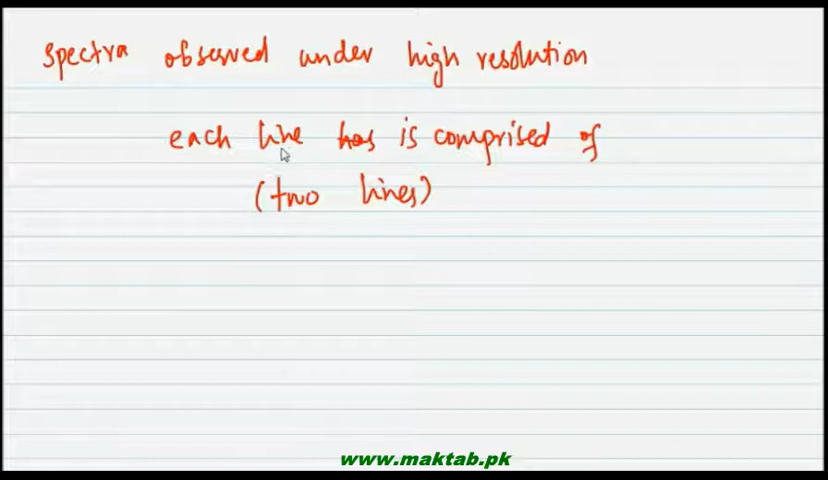 Spectra observed under high resolution
each line has is comprised of
(two lines)
www.maktab.pk